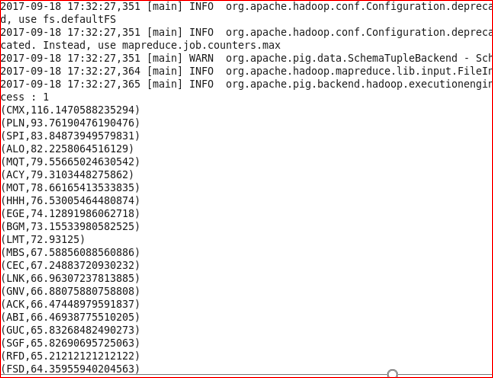 2017-09-18 17:32:27,351 [main] INFO  org.apache.hadoop.conf.Configuration.depreca
d, use fs.defaultFS
2017-09-18 17:32:27,351 [main] INFO  org.apache.hadoop.conf.Configuration.depreca
cated. Instead, use mapreduce.job.counters.max
2017-09-18 17:32:27,351 [main] WARN  org.apache.pig.data.SchemaTupleBackend - Sch
2017-09-18 17:32:27,364 [main] INFO  org.apache.hadoop.mapreduce.lib.input.FileIn
2017-09-18 17:32:27,365 [main] INFO  org.apache.pig.backend.hadoop.executionengin
cess : 1
(CMX,116.1470588235294)
(PLN,93.76190476190476)
(SPI,83.84873949579831)
(ALO,82.2258064516129)
(MQT,79.55665024630542)
(ACY,79.3103448275862)
(MOT,78.66165413533835)
(HHH,76.53005464480874)
(EGE,74.12891986062718)
(BGM,73.15533980582525)
(LMT,72.93125)
(MBS,67.58856088560886)
(CEC,67.24883720930232)
(LNK,66.96307237813885)
(GNV,66.88075880758808)
(ACK,66.47448979591837)
(ABI,66.46938775510205)
(GUC,65.83268482490273)
(SGF,65.82690695725063)
(RFD,65.21212121212122)
(FSD,64.35955940204563)